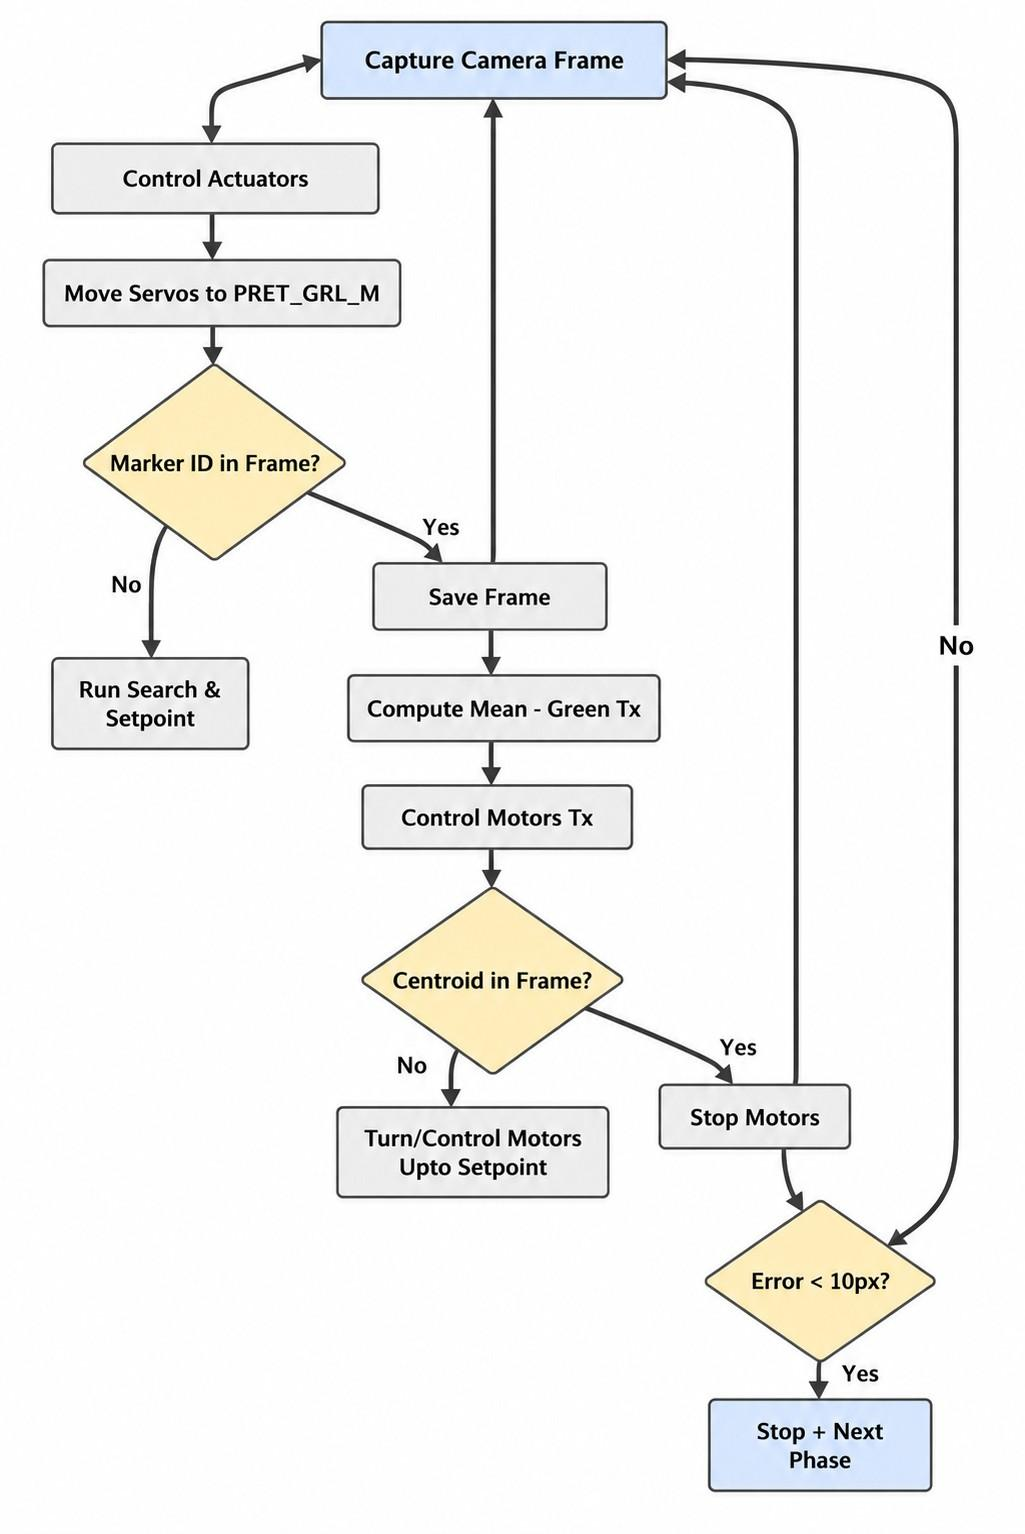 Capture Camera Frame
Control Actuators
Move Servos to PRET_GRL_M
Marker ID in Frame?
Yes
No
Save Frame
Run Search &
Setpoint
No
Compute Mean - Green Tx
Control Motors Tx
Centroid in Frame?
Yes
No
Stop Motors
Turn/Control Motors
Upto Setpoint
Error < 10px?
Yes
Stop + Next
Phase